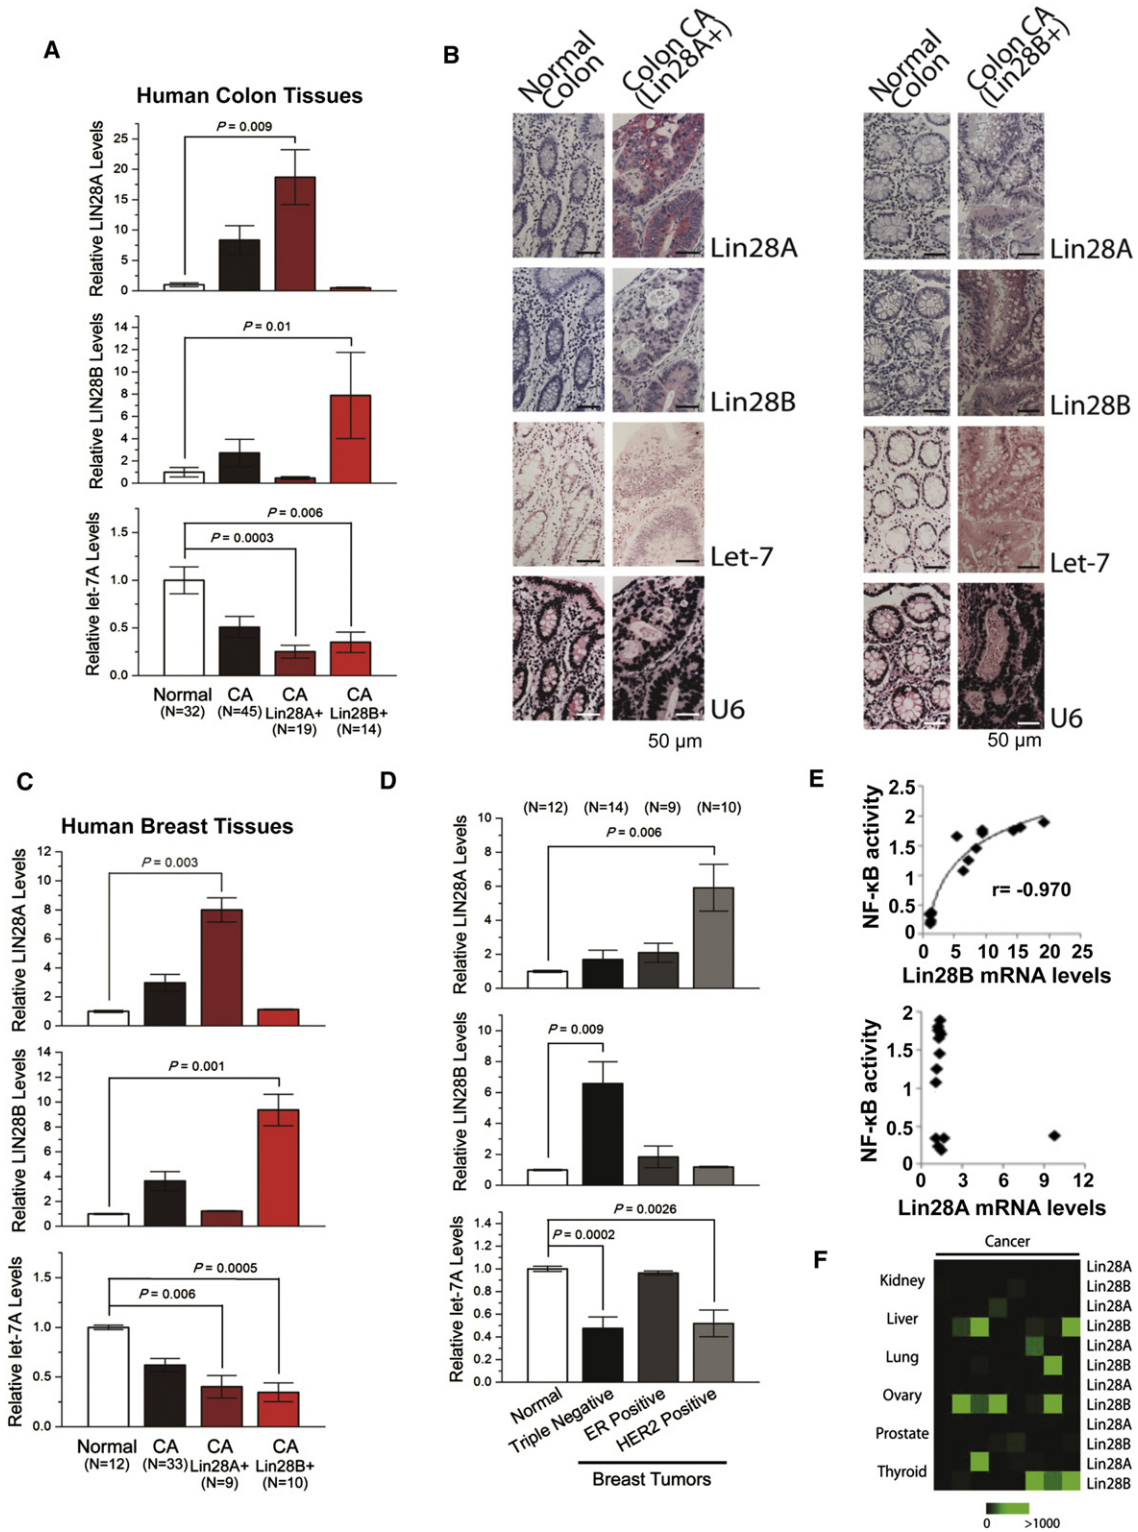 A
Human Colon Tissues
Relative LIN28A Levels
25
20
15
10
5
0
P = 0.009
Relative LIN28B Levels
14
12
10
8
6
4
2
0
P = 0.01
Relative let-7A Levels
1.5
1.0
0.5
0.0
P = 0.006
P = 0.0003
Normal CA CA CA
(N=32) (N=45) Lin28A+ Lin28B+
(N=19) (N=14)
B
Normal Colon
Colon CA (Lin28A+)
Normal Colon
Colon CA (Lin28B+)
Lin28A
Lin28B
Let-7
U6
50 µm
Lin28A
Lin28B
Let-7
U6
50 µm
C
Human Breast Tissues
Relative LIN28A Levels
12
10
8
6
4
2
0
P = 0.003
Relative LIN28B Levels
14
12
10
8
6
4
2
0
P = 0.001
Relative let-7A Levels
1.5
1.0
0.5
0.0
P = 0.0005
P = 0.006
Normal CA CA CA
(N=12) (N=33) Lin28A+ Lin28B+
(N=9) (N=10)
D
(N=12) (N=14) (N=9) (N=10)
Relative LIN28A Levels
10
8
6
4
2
0
P = 0.006
Relative LIN28B Levels
10
8
6
4
2
0
P = 0.009
Relative let-7A Levels
1.4
1.2
1.0
0.8
0.6
0.4
0.2
0.0
P = 0.0026
P = 0.0002
Normal
Triple Negative
ER Positive
HER2 Positive
Breast Tumors
E
NF-κB activity
2.5
2
1.5
1
0.5
0
r= -0.970
0 5 10 15 20 25
Lin28B mRNA levels
NF-κB activity
2
1.5
1
0.5
0
0 3 6 9 12
Lin28A mRNA levels
F
Cancer
Kidney
Liver
Lung
Ovary
Prostate
Thyroid
Lin28A
Lin28B
Lin28A
Lin28B
Lin28A
Lin28B
Lin28A
Lin28B
Lin28A
Lin28B
Lin28A
Lin28B
0 >1000